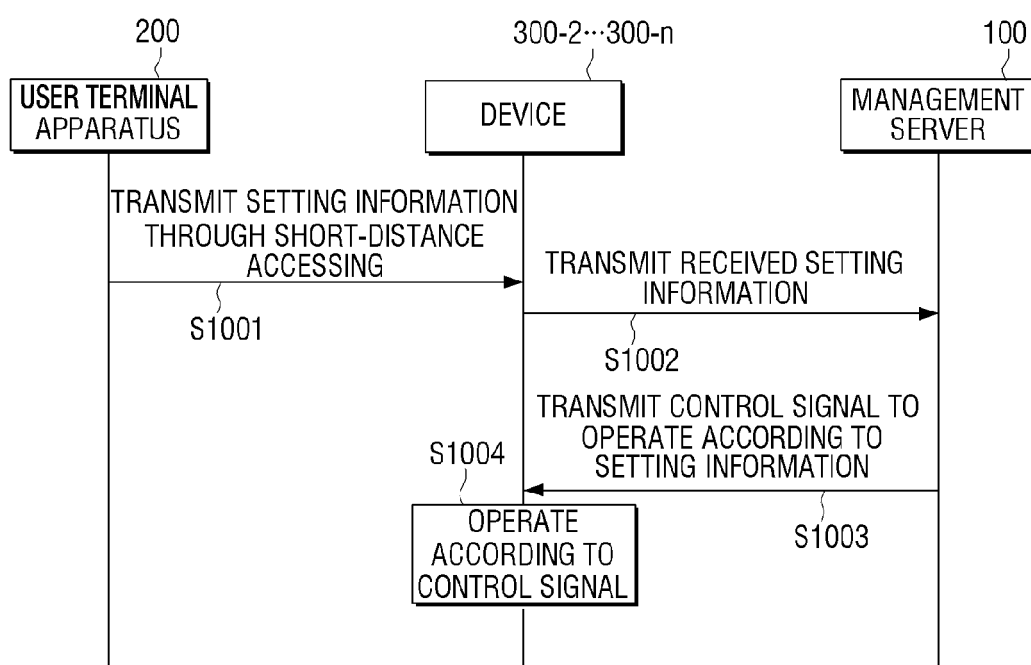 200
300-2···300-n
100
USER TERMINAL
APPARATUS
DEVICE
MANAGEMENT
SERVER
TRANSMIT SETTING INFORMATION
THROUGH SHORT-DISTANCE
ACCESSING
S1001
TRANSMIT RECEIVED SETTING
INFORMATION
S1002
TRANSMIT CONTROL SIGNAL TO
OPERATE ACCORDING TO
SETTING INFORMATION
S1003
S1004
OPERATE
ACCORDING TO
CONTROL SIGNAL